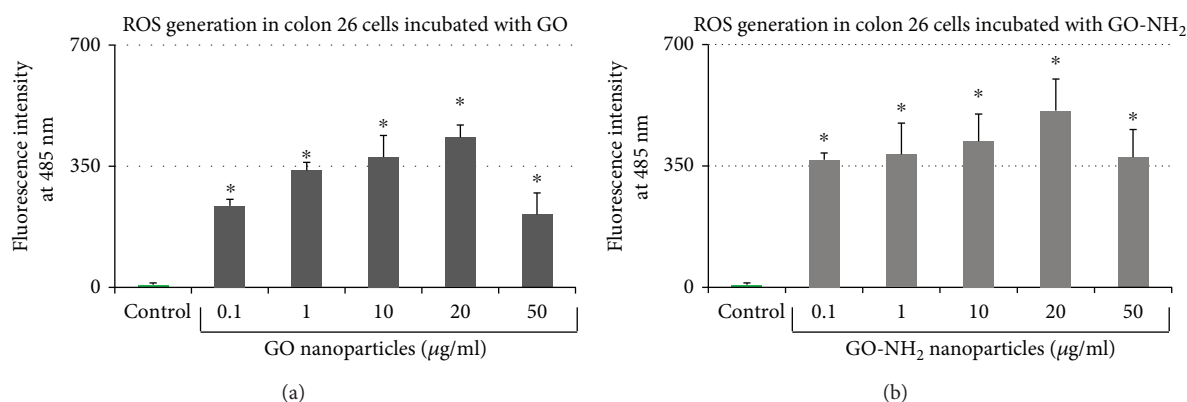 ROS generation in colon 26 cells incubated with GO
700
350
0
Fluorescence intensity
at 485 nm
*
*
*
*
*
Control
0.1
1
10
20
50
GO nanoparticles (μg/ml)
(a)
ROS generation in colon 26 cells incubated with GO-NH₂
700
350
0
Fluorescence intensity
at 485 nm
*
*
*
*
*
Control
0.1
1
10
20
50
GO-NH₂ nanoparticles (μg/ml)
(b)